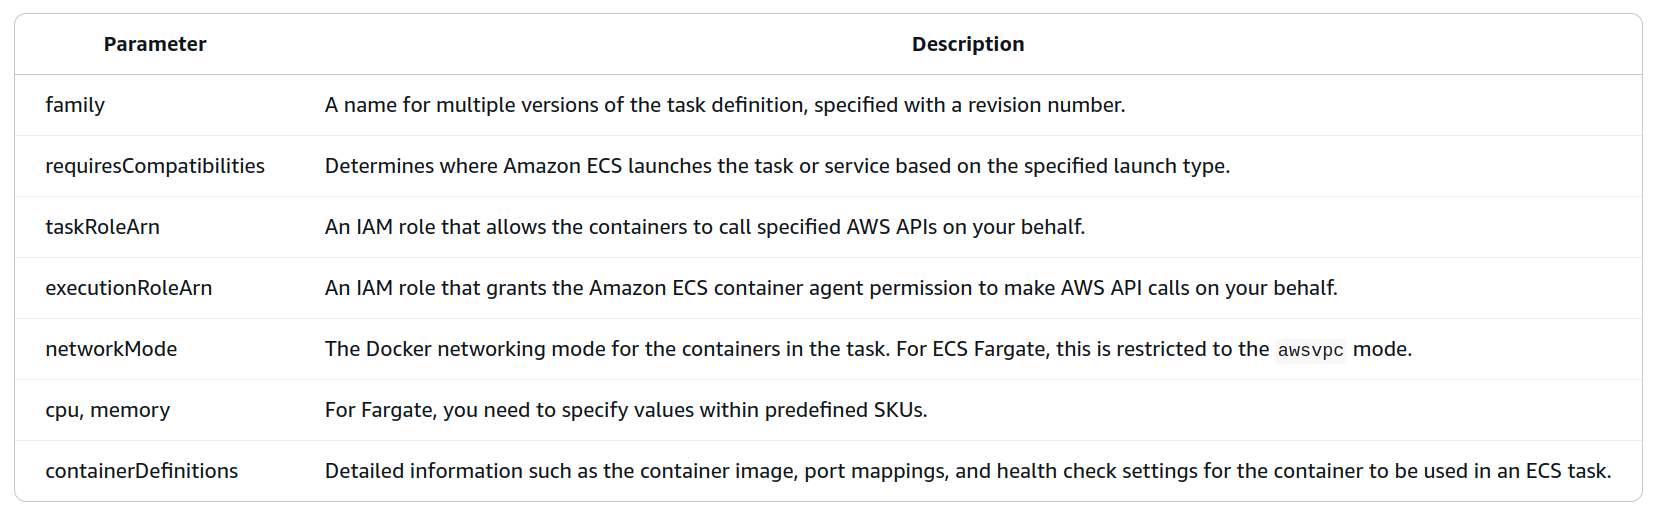 Parameter Description
family A name for multiple versions of the task definition, specified with a revision number.
requiresCompatibilities Determines where Amazon ECS launches the task or service based on the specified launch type.
taskRoleArn An IAM role that allows the containers to call specified AWS APIs on your behalf.
executionRoleArn An IAM role that grants the Amazon ECS container agent permission to make AWS API calls on your behalf.
networkMode The Docker networking mode for the containers in the task. For ECS Fargate, this is restricted to the awsvpc mode.
cpu, memory For Fargate, you need to specify values within predefined SKUs.
containerDefinitions Detailed information such as the container image, port mappings, and health check settings for the container to be used in an ECS task.